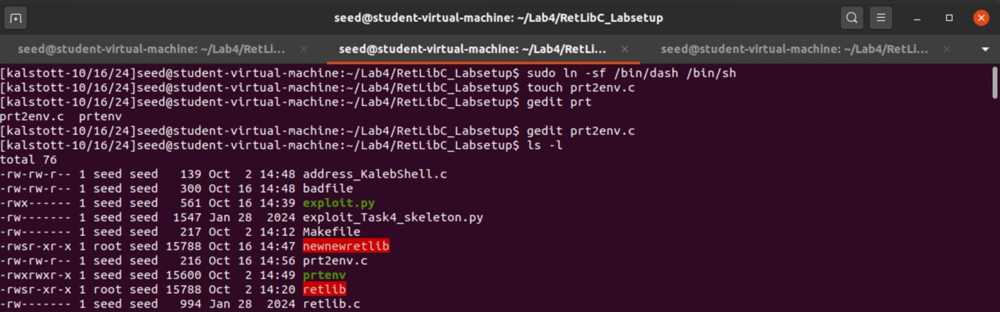 seed@student-virtual-machine: ~/Lab4/RetLibC_Labsetup
seed@student-virtual-machine: ~/Lab4/RetLi... × seed@student-virtual-machine: ~/Lab4/RetLi... × seed@student-virtual-machine: ~/Lab4/RetLi... ×
[kalstott-10/16/24]seed@student-virtual-machine:~/Lab4/RetLibC_Labsetup$ sudo ln -sf /bin/dash /bin/sh
[kalstott-10/16/24]seed@student-virtual-machine:~/Lab4/RetLibC_Labsetup$ touch prt2env.c
[kalstott-10/16/24]seed@student-virtual-machine:~/Lab4/RetLibC_Labsetup$ gedit prt
prt2env.c  prtenv
[kalstott-10/16/24]seed@student-virtual-machine:~/Lab4/RetLibC_Labsetup$ gedit prt2env.c
[kalstott-10/16/24]seed@student-virtual-machine:~/Lab4/RetLibC_Labsetup$ ls -l
total 76
-rw-rw-r-- 1 seed seed   139 Oct  2 14:48 address_KalebShell.c
-rw-rw-r-- 1 seed seed   300 Oct 16 14:48 badfile
-rwx------ 1 seed seed   561 Oct 16 14:39 exploit.py
-rw------- 1 seed seed  1547 Jan 28  2024 exploit_Task4_skeleton.py
-rw------- 1 seed seed   217 Oct  2 14:12 Makefile
-rwsr-xr-x 1 root seed 15788 Oct 16 14:47 newnewretlib
-rw-rw-r-- 1 seed seed   216 Oct 16 14:56 prt2env.c
-rwxrwxr-x 1 seed seed 15600 Oct  2 14:49 prtenv
-rwsr-xr-x 1 root seed 15788 Oct  2 14:20 retlib
-rw------- 1 seed seed   994 Jan 28  2024 retlib.c